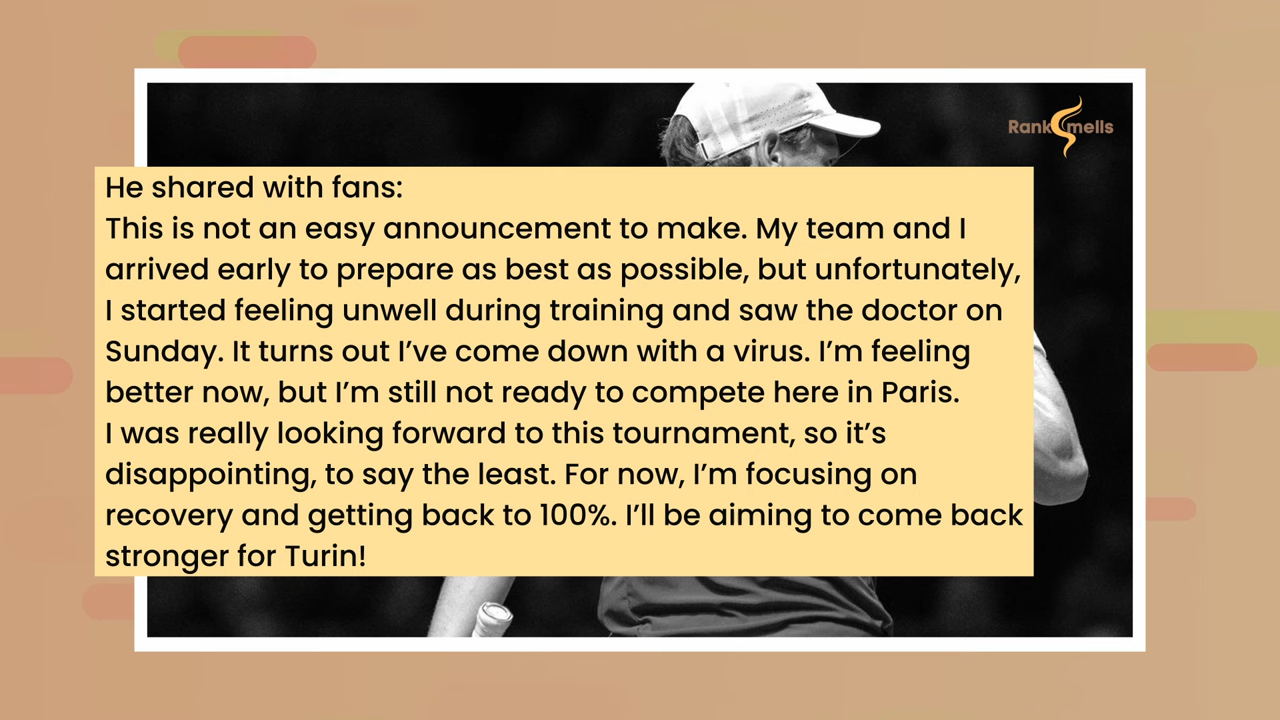 RankSmells
He shared with fans:
This is not an easy announcement to make. My team and I
arrived early to prepare as best as possible, but unfortunately,
I started feeling unwell during training and saw the doctor on
Sunday. It turns out I’ve come down with a virus. I’m feeling
better now, but I’m still not ready to compete here in Paris.
I was really looking forward to this tournament, so it’s
disappointing, to say the least. For now, I’m focusing on
recovery and getting back to 100%. I’ll be aiming to come back
stronger for Turin!